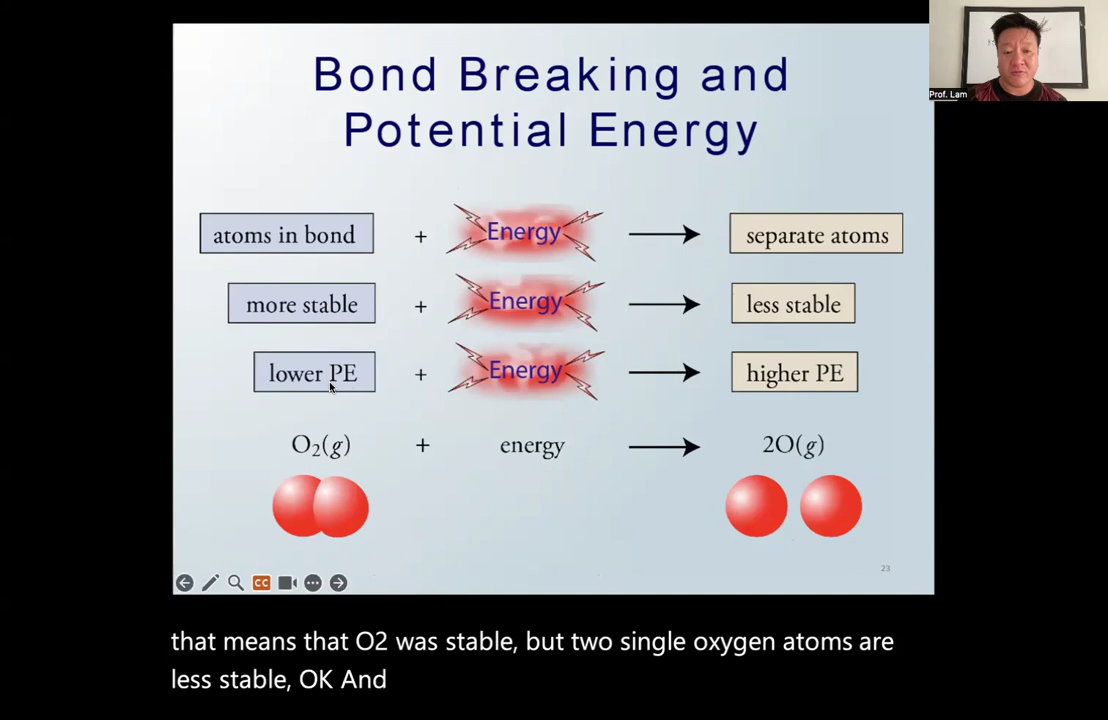 Bond Breaking and
Potential Energy
Prof. Lam
atoms in bond + Energy → separate atoms
more stable + Energy → less stable
lower PE + Energy → higher PE
O₂(g) + energy → 2O(g)
23
CC
that means that O2 was stable, but two single oxygen atoms are
less stable, OK And